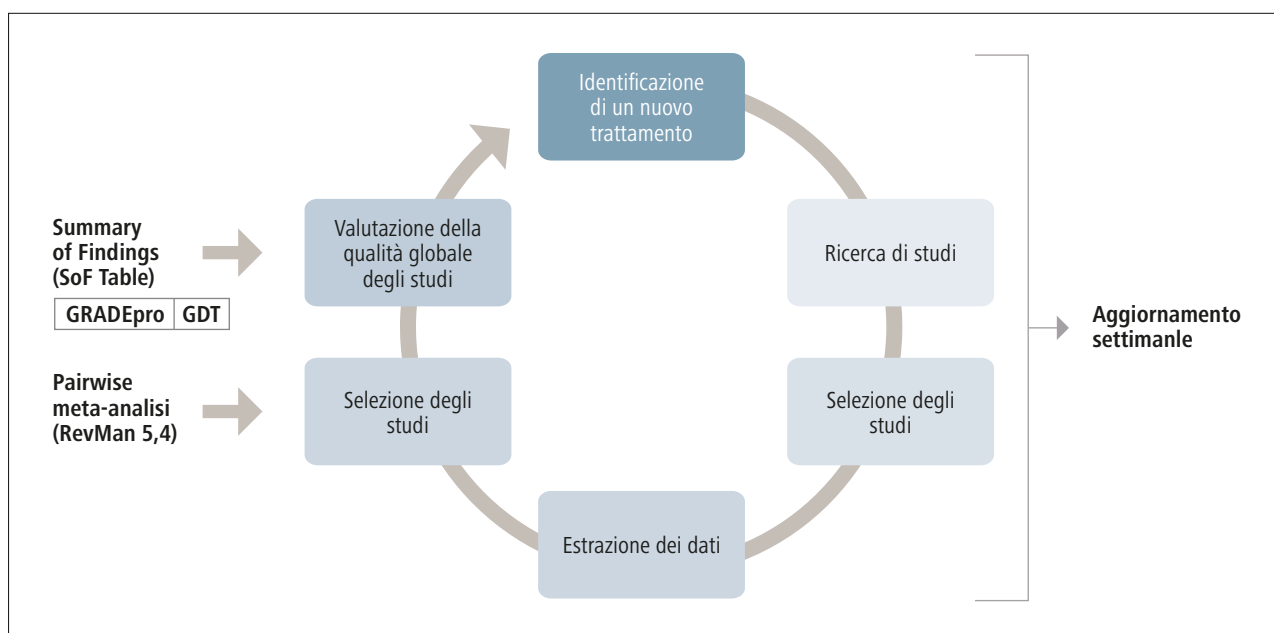 Identificazione
di un nuovo
trattamento
Ricerca di studi
Selezione degli
studi
Estrazione dei dati
Selezione degli
studi
Valutazione della
qualità globale
degli studi
Summary
of Findings
(SoF Table)
GRADEpro GDT
Pairwise
meta-analisi
(RevMan 5,4)
Aggiornamento
settimanle